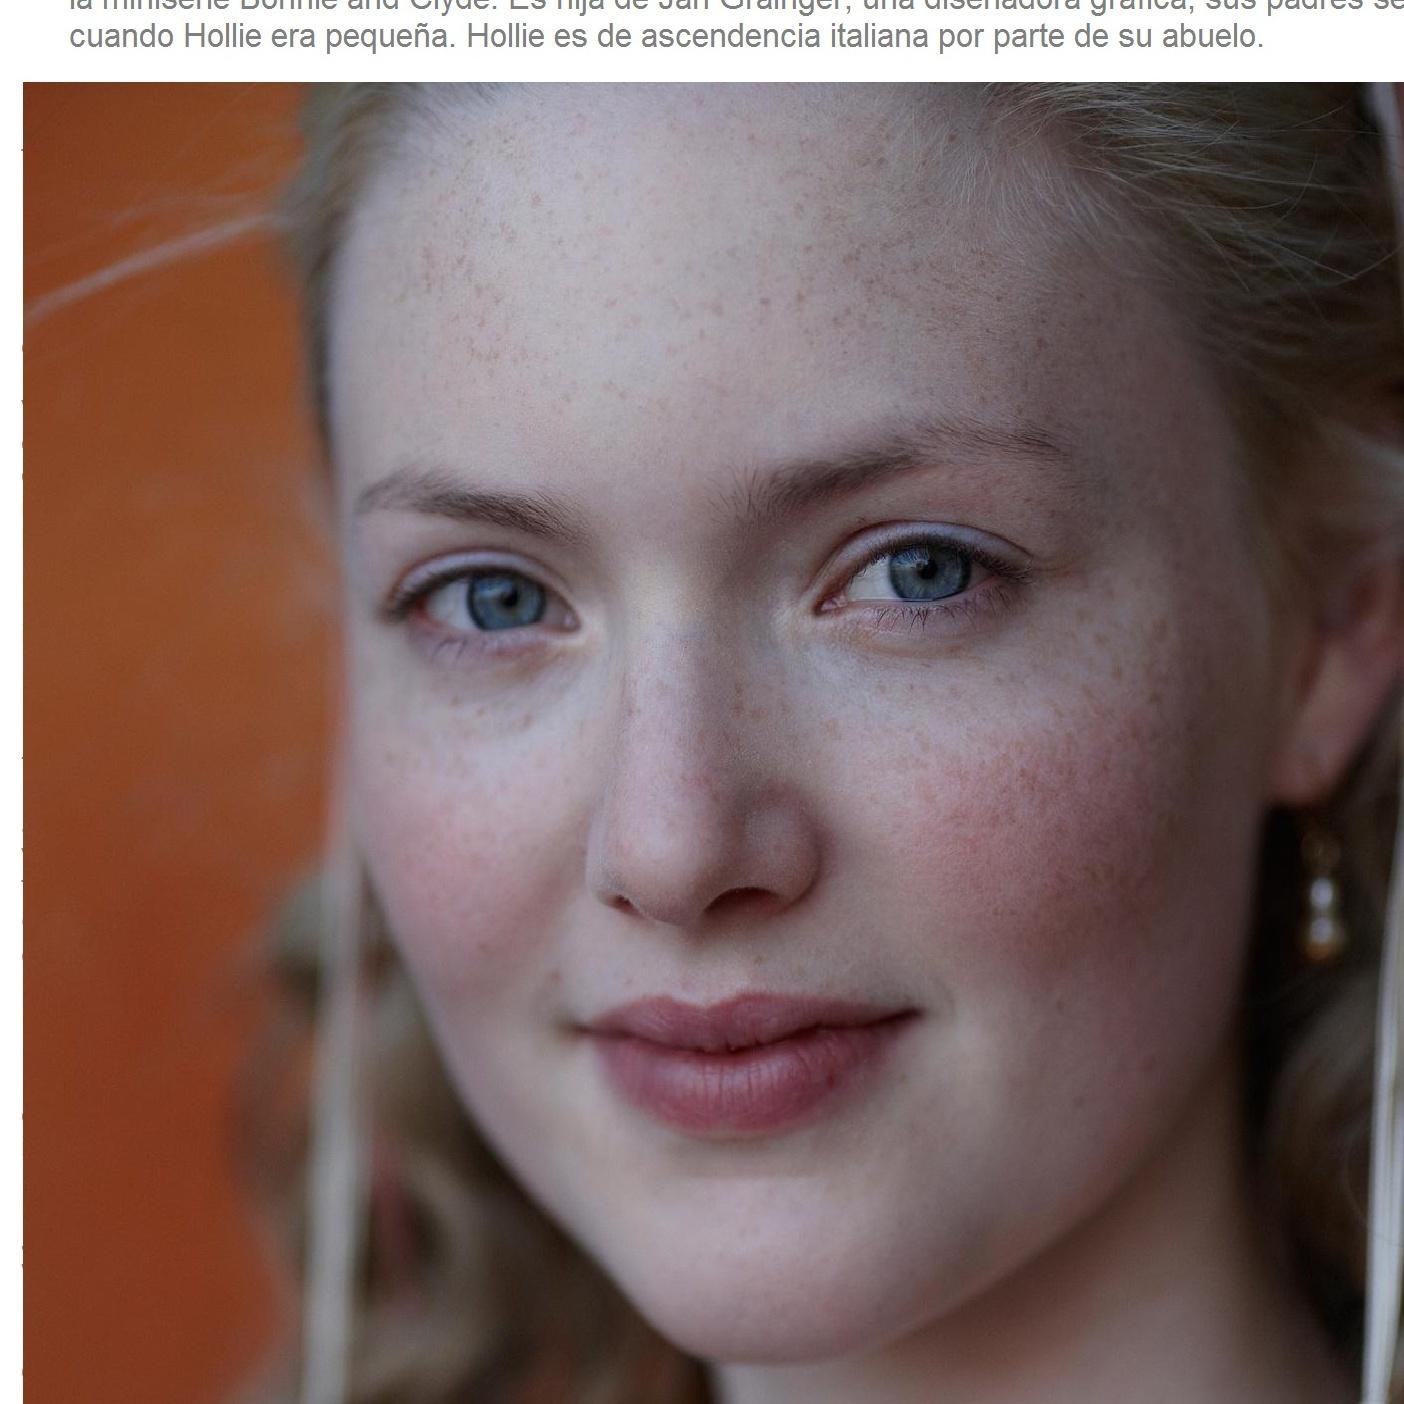 la miniserie Bonnie and Clyde. Es hija de Jan Grainger, una diseñadora gráfica, sus padres se
cuando Hollie era pequeña. Hollie es de ascendencia italiana por parte de su abuelo.